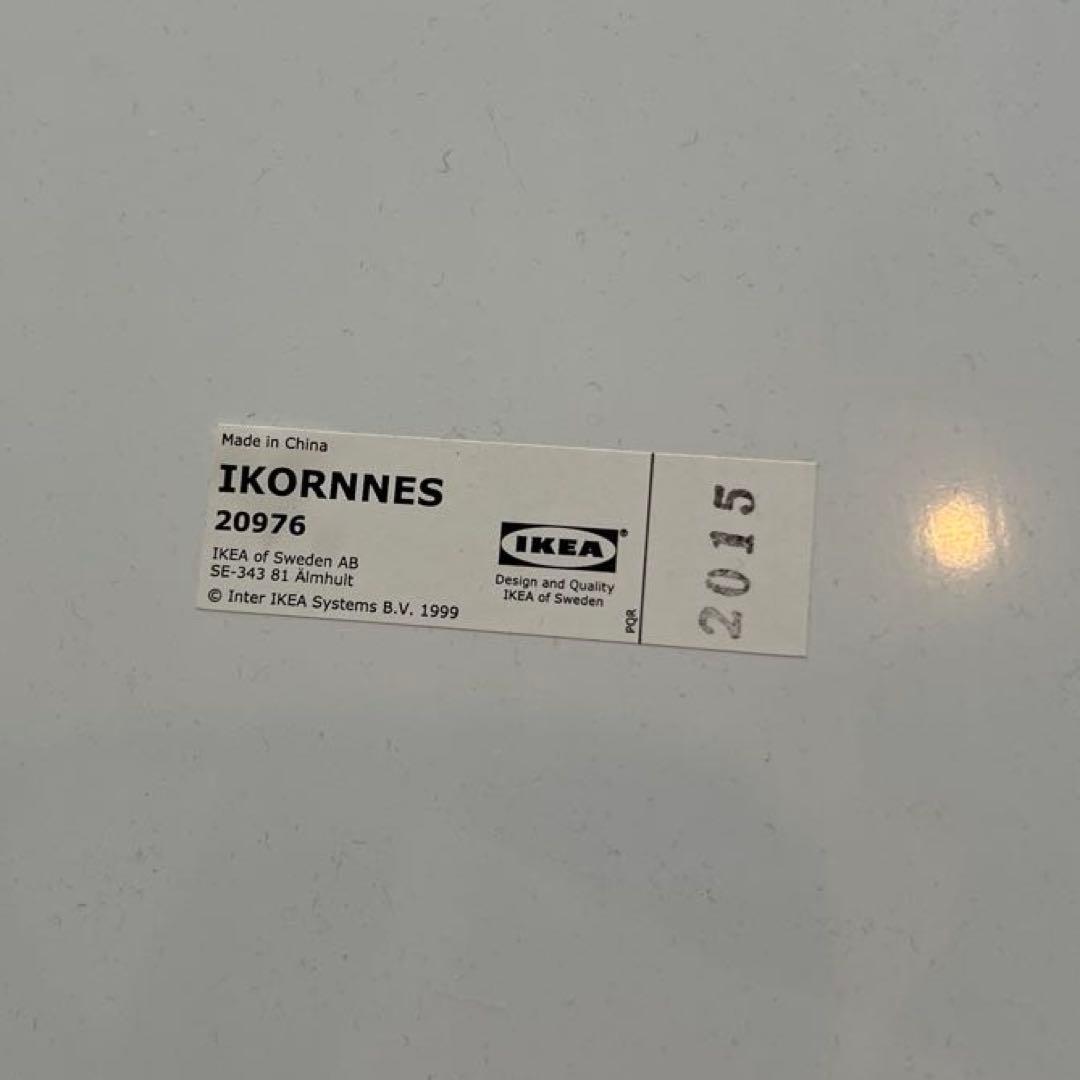 Made in China
IKORNNES
20976
IKEA of Sweden AB
SE-343 81 Älmhult
© Inter IKEA Systems B.V. 1999
IKEA®
Design and Quality
IKEA of Sweden
PQR
2015